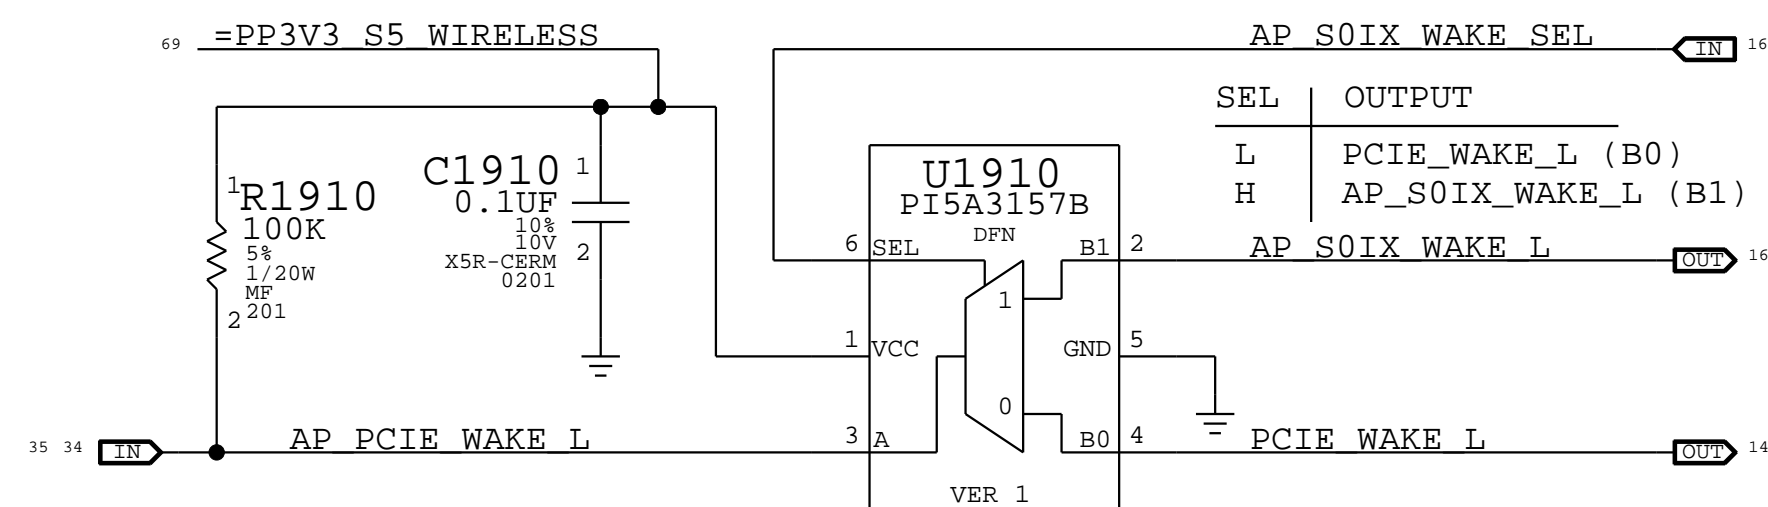 69 =PP3V3_S5_WIRELESS
AP_S0IX_WAKE_SEL IN 16
SEL OUTPUT
L PCIE_WAKE_L (B0)
H AP_S0IX_WAKE_L (B1)
1
R1910
100K
5%
1/20W
MF
201
2
C1910 1
0.1UF
10%
10V
X5R-CERM
0201
2
U1910
PI5A3157B
DFN
6 SEL
B1 2
AP_S0IX_WAKE_L OUT 16
1
1 VCC
GND 5
0
35 34 IN AP_PCIE_WAKE_L
3 A
B0 4
PCIE_WAKE_L OUT 14
VER 1